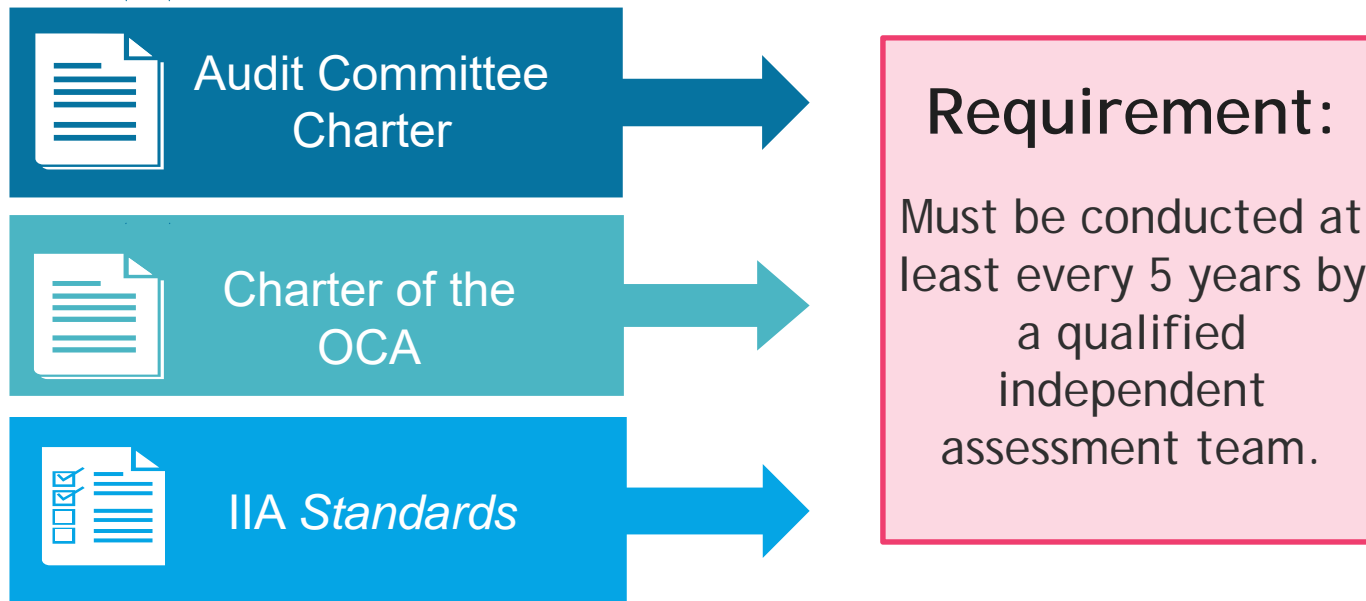 Audit Committee
Charter
Charter of the
OCA
IIA Standards
Requirement:
Must be conducted at
least every 5 years by
a qualified
independent
assessment team.